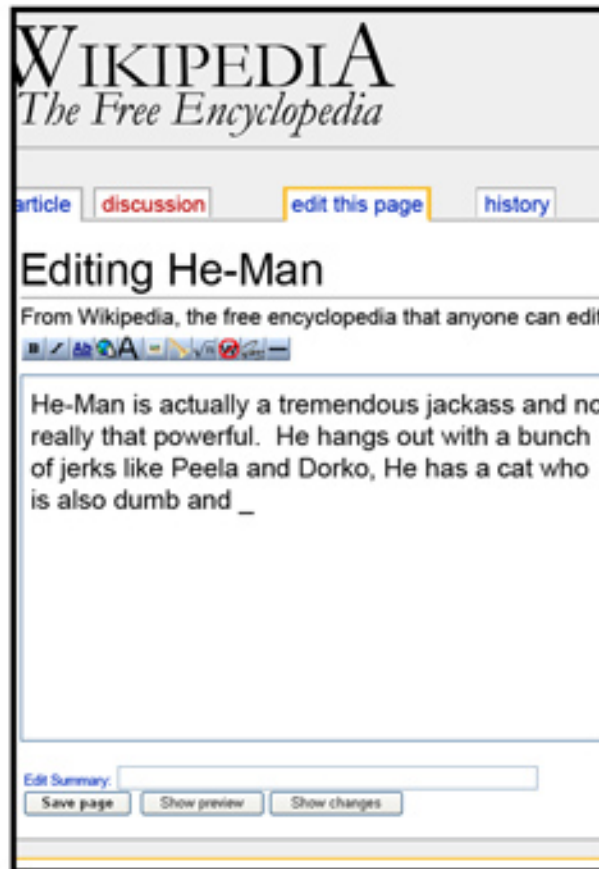 WIKIPEDIA
The Free Encyclopedia
article discussion edit this page history
Editing He-Man
From Wikipedia, the free encyclopedia that anyone can edit
He-Man is actually a tremendous jackass and no
really that powerful. He hangs out with a bunch
of jerks like Peela and Dorko, He has a cat who
is also dumb and _
Edit Summary:
Save page Show preview Show changes